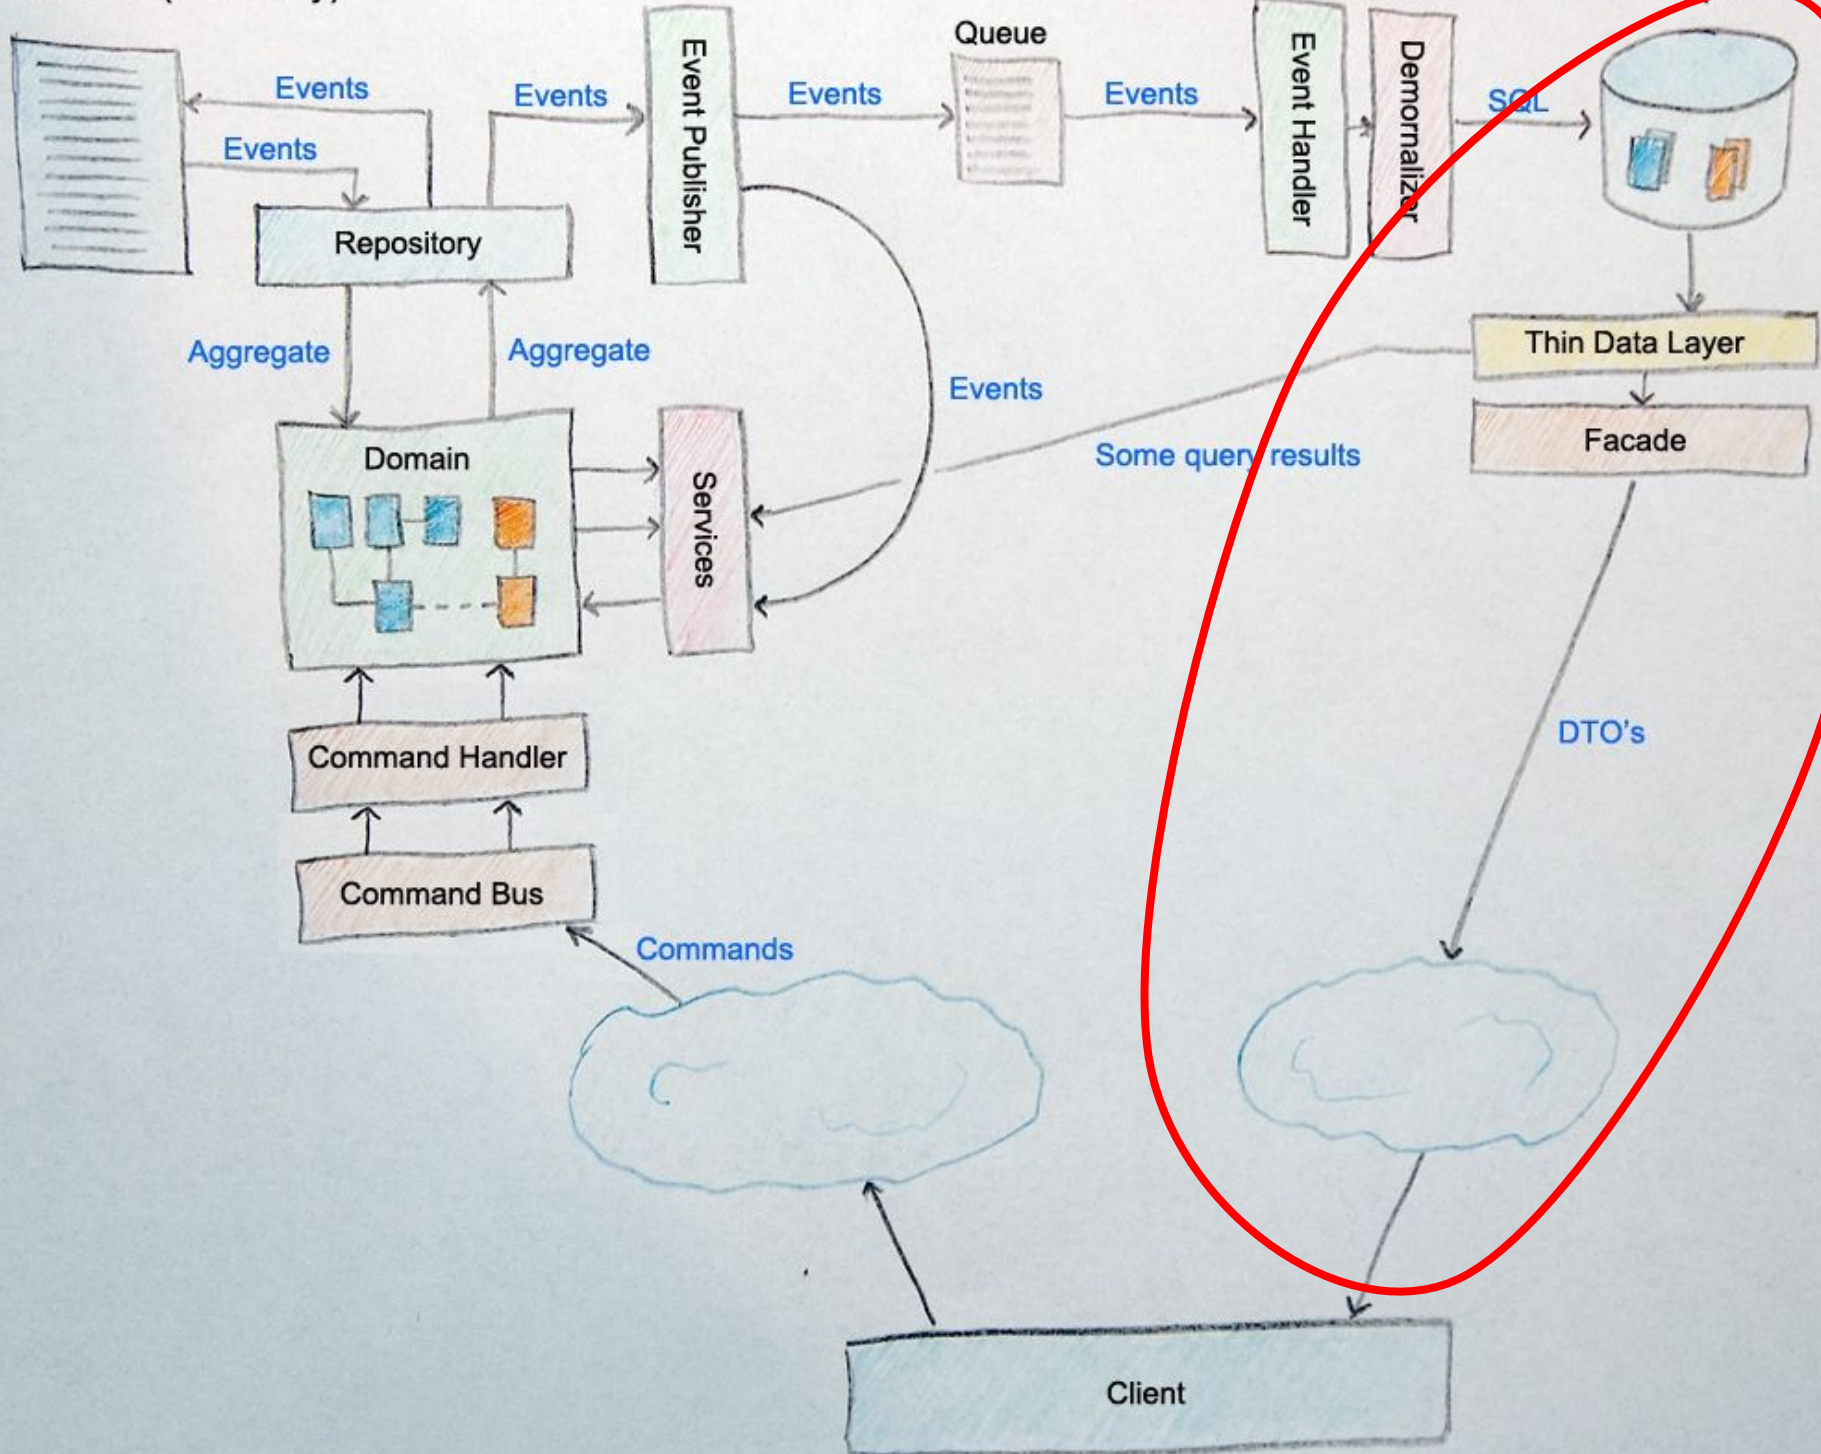 Queue
Events
Events
Events
Events
Events
SQL
Event Publisher
Event Handler
Demornalizer
Repository
Aggregate
Aggregate
Thin Data Layer
Events
Facade
Some query results
Domain
Services
DTO's
Command Handler
Command Bus
Commands
Client